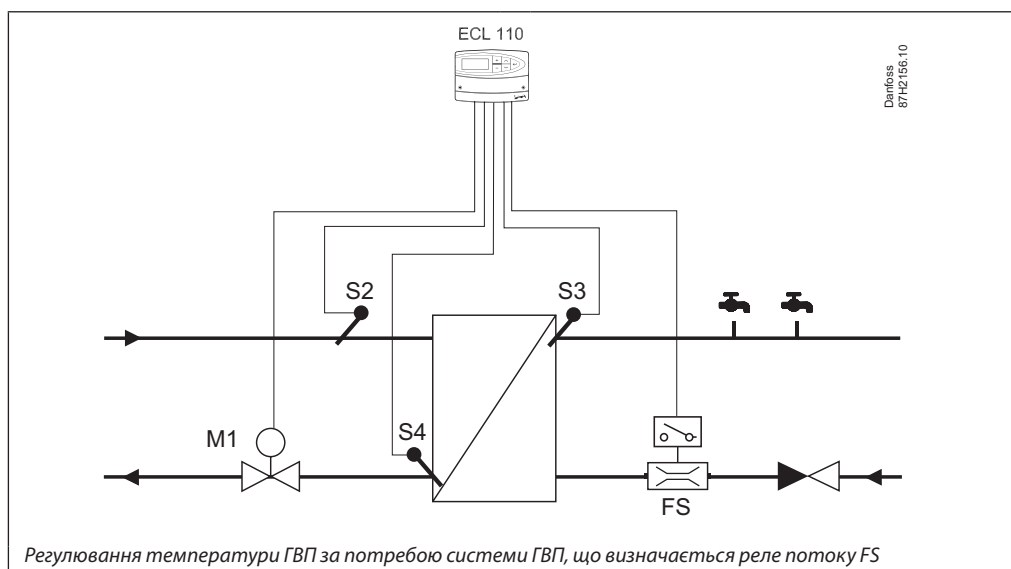 ECL 110
Danfoss
87H2156.10
S2
S3
S4
M1
FS
Регулювання температури ГВП за потребою системи ГВП, що визначається реле потоку FS